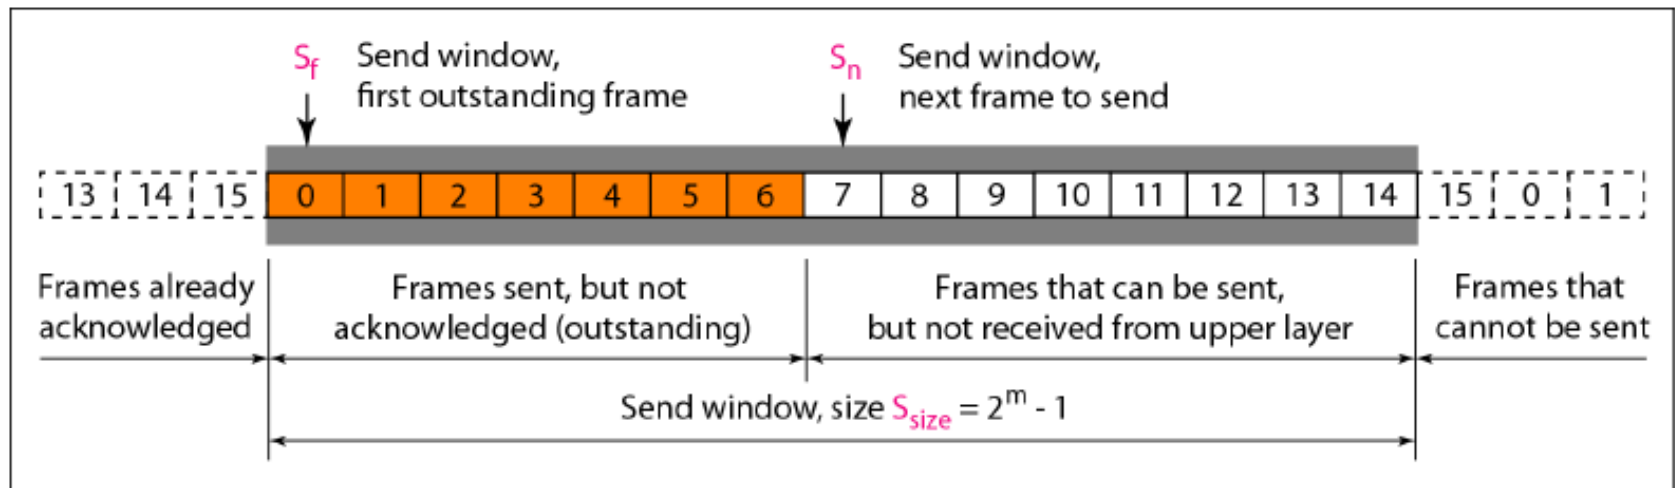 Sf Send window,
first outstanding frame
Sn Send window,
next frame to send
13 14 15 0 1 2 3 4 5 6 7 8 9 10 11 12 13 14 15 0 1
Frames already
acknowledged
Frames sent, but not
acknowledged (outstanding)
Frames that can be sent,
but not received from upper layer
Frames that
cannot be sent
Send window, size Ssize = 2^m - 1